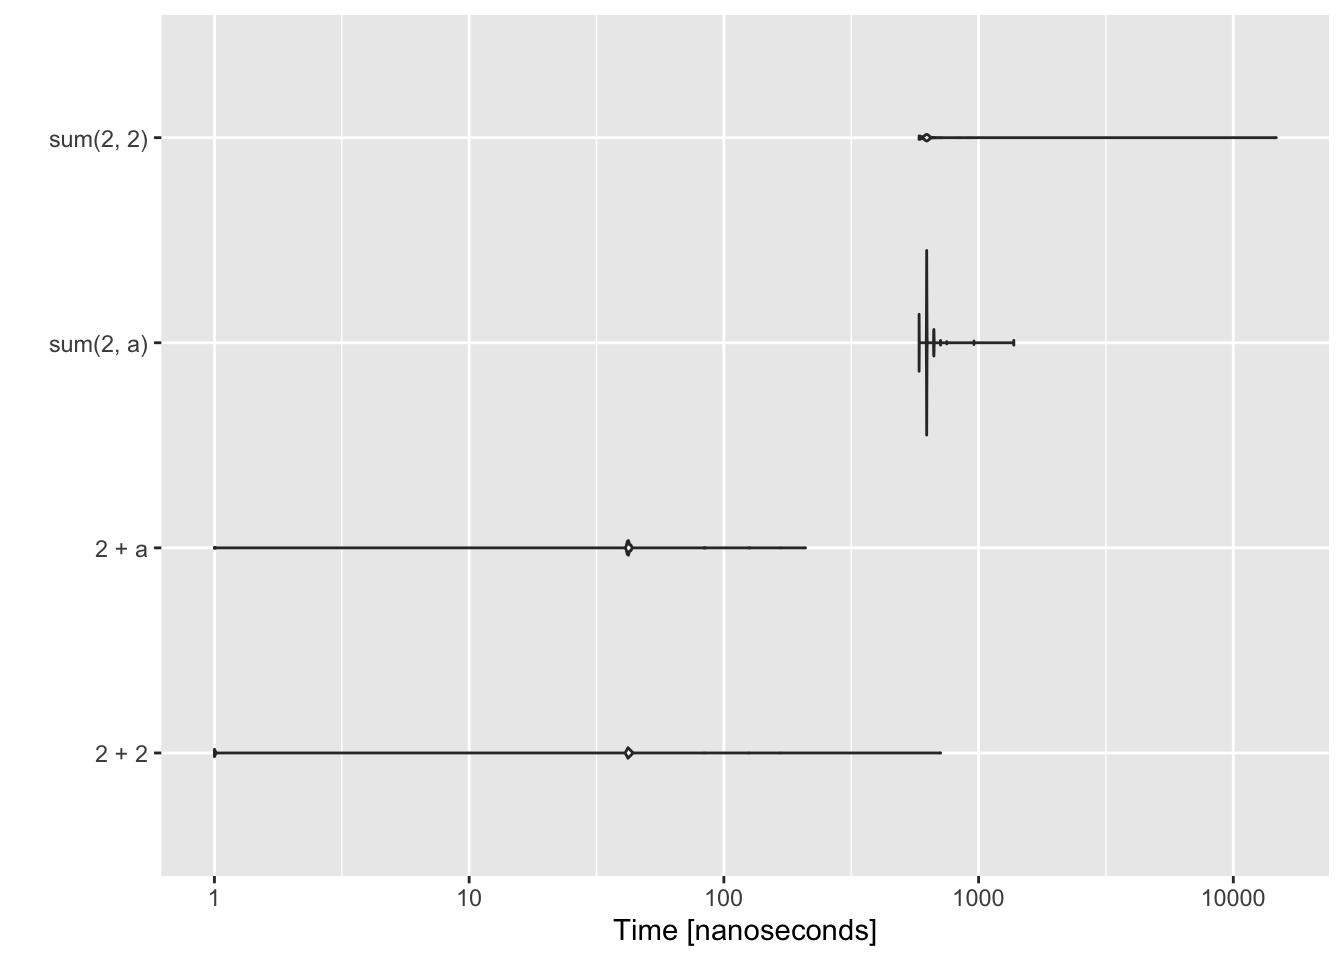 sum(2, 2)
sum(2, a)
2 + a
2 + 2
1 10 100 1000 10000
Time [nanoseconds]